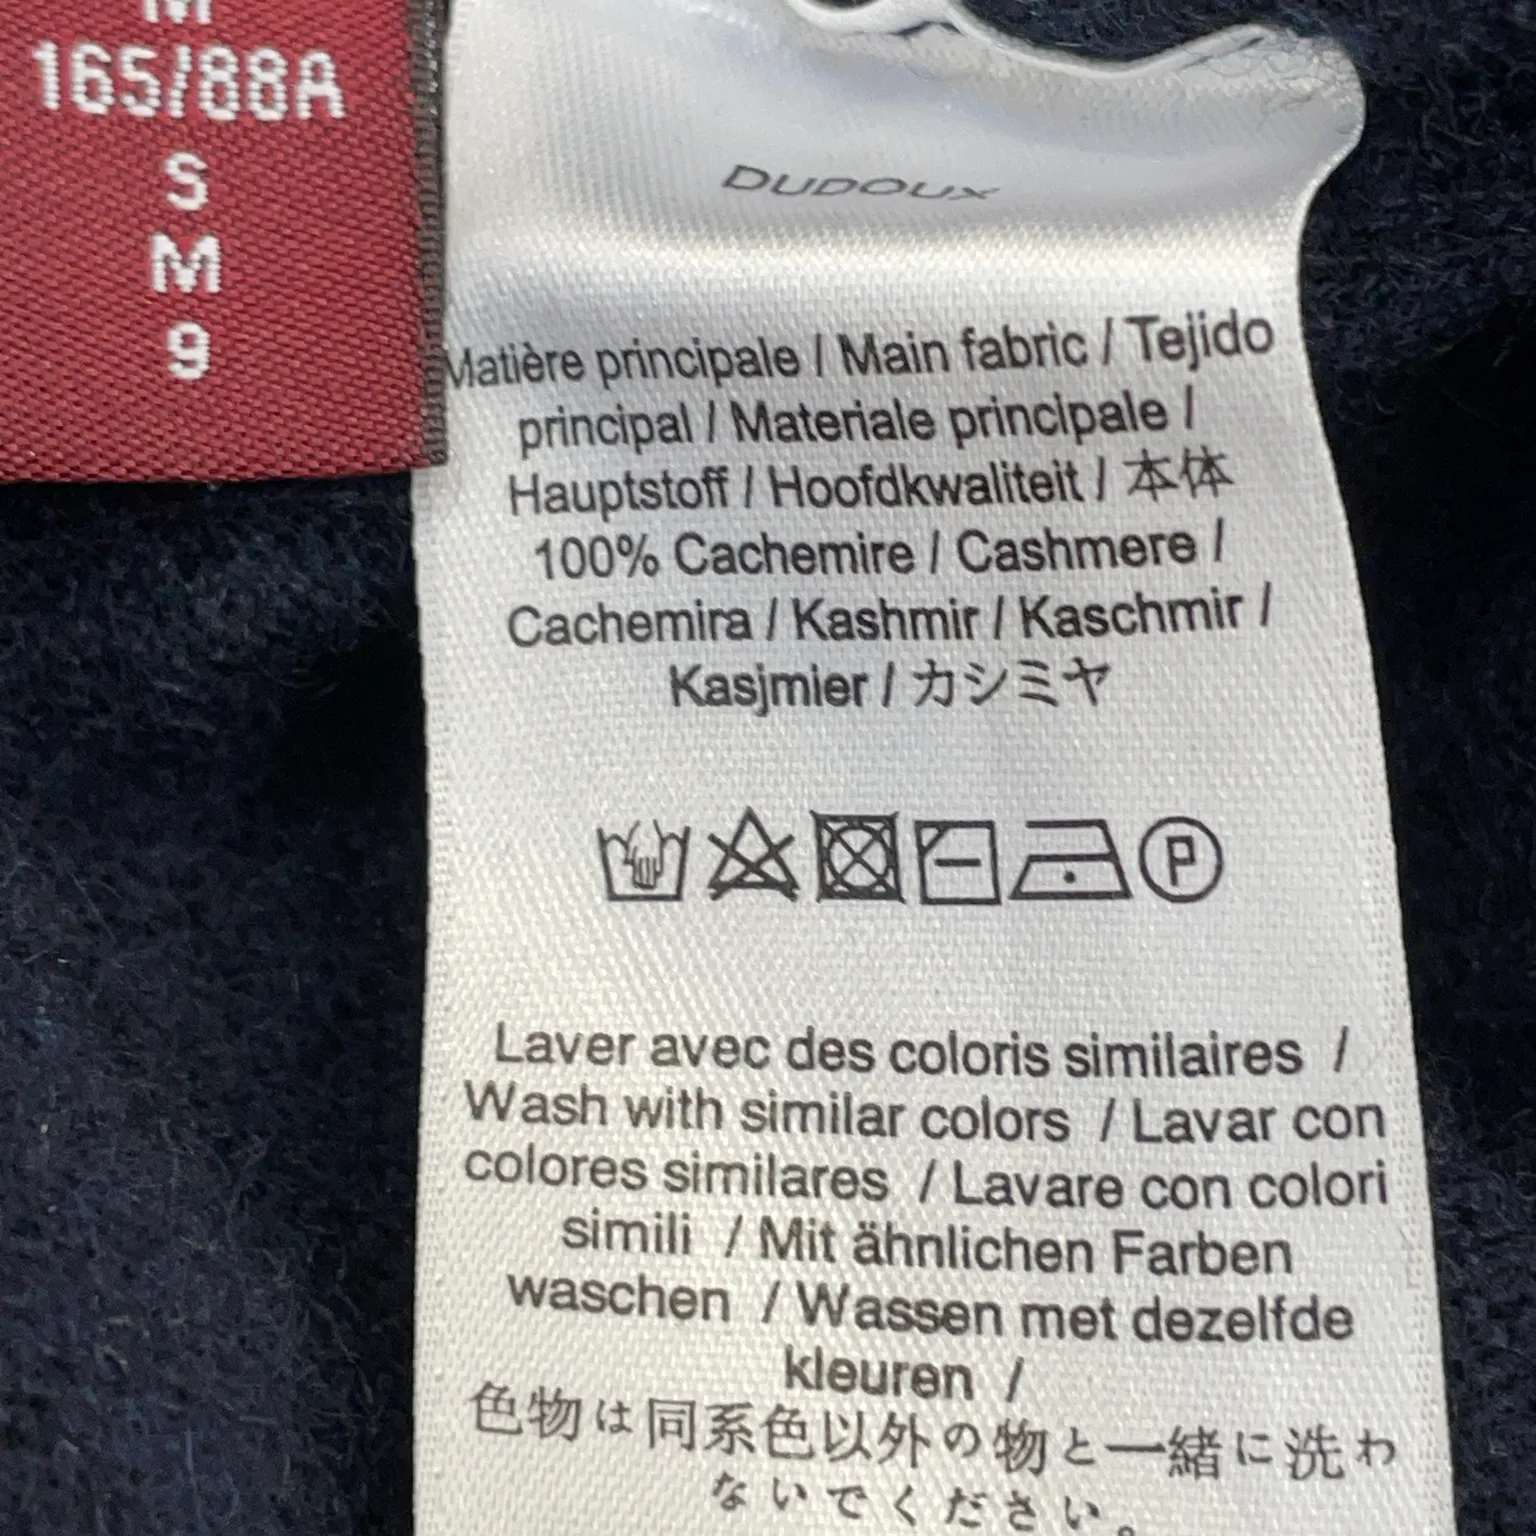 M
165/88A
S
M
9
DUDOUX
Matière principale / Main fabric / Tejido
principal / Materiale principale /
Hauptstoff / Hoofdkwaliteit / 本体
100% Cachemire / Cashmere /
Cachemira / Kashmir / Kaschmir /
Kasjmier / カシミヤ
P
Laver avec des coloris similaires /
Wash with similar colors / Lavar con
colores similares / Lavare con colori
simili / Mit ähnlichen Farben
waschen / Wassen met dezelfde
kleuren /
色物は同系色以外の物と一緒に洗わ
ないでください。